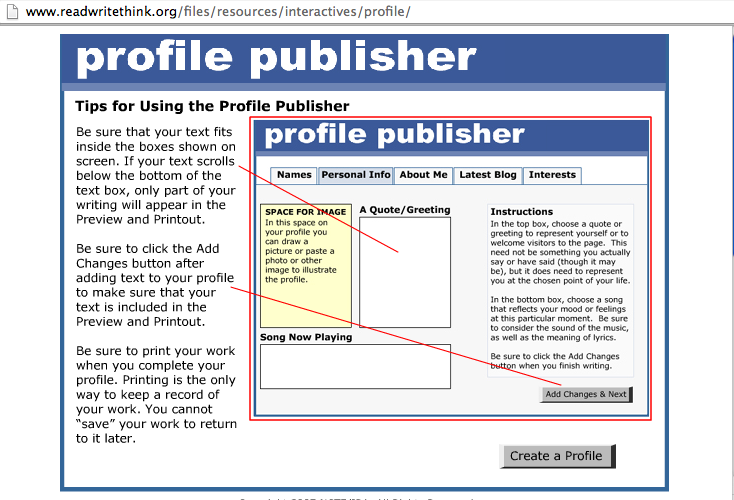 www.readwritethink.org/files/resources/interactives/profile/
profile publisher
Tips for Using the Profile Publisher
Be sure that your text fits
inside the boxes shown on
screen. If your text scrolls
below the bottom of the
text box, only part of your
writing will appear in the
Preview and Printout.
Be sure to click the Add
Changes button after
adding text to your profile
to make sure that your
text is included in the
Preview and Printout.
Be sure to print your work
when you complete your
profile. Printing is the only
way to keep a record of
your work. You cannot
“save” your work to return
to it later.
profile publisher
Names Personal Info About Me Latest Blog Interests
SPACE FOR IMAGE
In this space on
your profile you
can draw a
picture or paste a
photo or other
image to illustrate
the profile.
A Quote/Greeting
Song Now Playing
Instructions
In the top box, choose a quote or
greeting to represent yourself or to
welcome visitors to the page. This
need not be something you actually
say or have said (though it may
be), but it does need to represent
you at the chosen point of your life.
In the bottom box, choose a song
that reflects your mood or feelings
at this particular moment. Be sure
to consider the sound of the music,
as well as the meaning of lyrics.
Be sure to click the Add Changes
button when you finish writing.
Add Changes & Next
Create a Profile